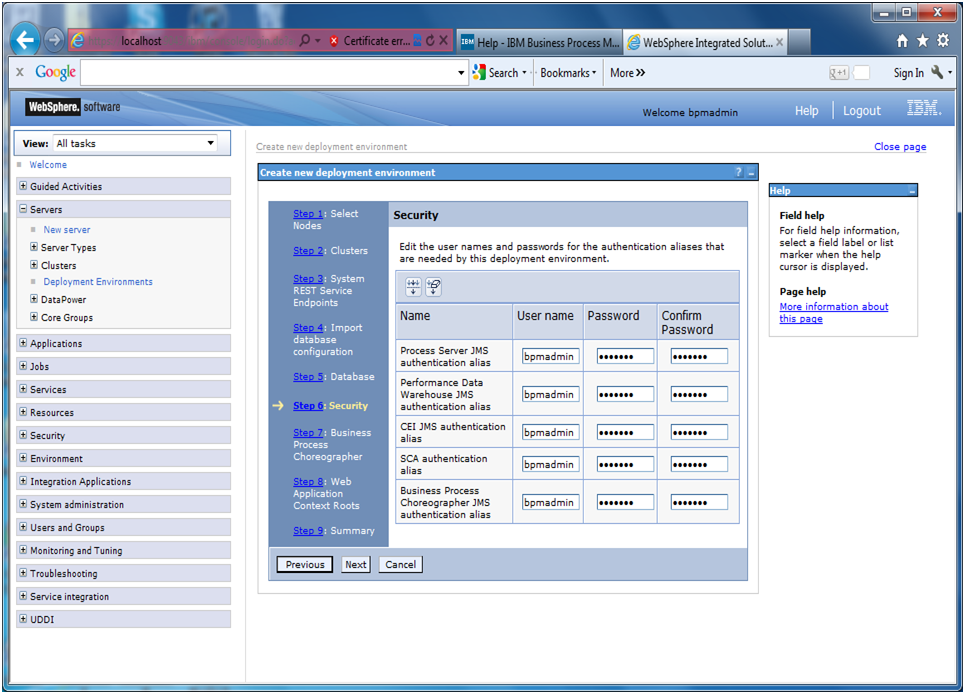 localhost
Certificate err...
IBM Help - IBM Business Process M...
WebSphere Integrated Solut...
x Google
Search
Bookmarks
More »
g+1
Sign In
WebSphere. software
Welcome bpmadmin
Help
Logout
IBM.
View: All tasks
Welcome
Guided Activities
Servers
New server
Server Types
Clusters
Deployment Environments
DataPower
Core Groups
Applications
Jobs
Services
Resources
Security
Environment
Integration Applications
System administration
Users and Groups
Monitoring and Tuning
Troubleshooting
Service integration
UDDI
Create new deployment environment
Close page
Create new deployment environment
? -
Step 1: Select
Nodes
Step 2: Clusters
Step 3: System
REST Service
Endpoints
Step 4: Import
database
configuration
Step 5: Database
Step 6: Security
Step 7: Business
Process
Choreographer
Step 8: Web
Application
Context Roots
Step 9: Summary
Security
Edit the user names and passwords for the authentication aliases that
are needed by this deployment environment.
Name User name Password Confirm
Password
Process Server JMS
authentication alias
bpmadmin ••••••• •••••••
Performance Data
Warehouse JMS
authentication alias
bpmadmin ••••••• •••••••
CEI JMS authentication
alias
bpmadmin ••••••• •••••••
SCA authentication
alias
bpmadmin ••••••• •••••••
Business Process
Choreographer JMS
authentication alias
bpmadmin ••••••• •••••••
Previous Next Cancel
Help
Field help
For field help information,
select a field label or list
marker when the help
cursor is displayed.
Page help
More information about
this page